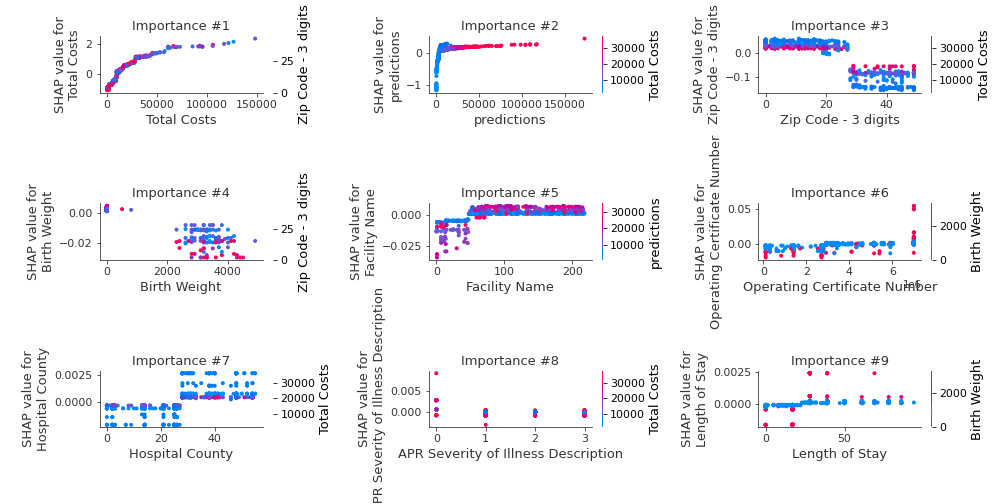 Importance #1
SHAP value for
Total Costs
2
0
0
50000
100000
150000
Total Costs
25
0
Zip Code - 3 digits
Importance #2
SHAP value for
predictions
0
−1
0
50000
100000
150000
predictions
30000
20000
10000
Total Costs
Importance #3
SHAP value for
Zip Code - 3 digits
0.0
−0.1
0
20
40
Zip Code - 3 digits
30000
20000
10000
Total Costs
Importance #4
SHAP value for
Birth Weight
0.00
−0.02
0
2000
4000
Birth Weight
25
0
Zip Code - 3 digits
Importance #5
SHAP value for
Facility Name
0.000
−0.025
0
100
200
Facility Name
30000
20000
10000
predictions
Importance #6
SHAP value for
Operating Certificate Number
0.05
0.00
0
2
4
6
1e6
Operating Certificate Number
2000
0
Birth Weight
Importance #7
SHAP value for
Hospital County
0.0025
0.0000
0
20
40
Hospital County
30000
20000
10000
Total Costs
Importance #8
SHAP value for
PR Severity of Illness Description
0.005
0.000
0
1
2
3
APR Severity of Illness Description
30000
20000
10000
Total Costs
Importance #9
SHAP value for
Length of Stay
0.0025
0.0000
0
50
Length of Stay
2000
0
Birth Weight